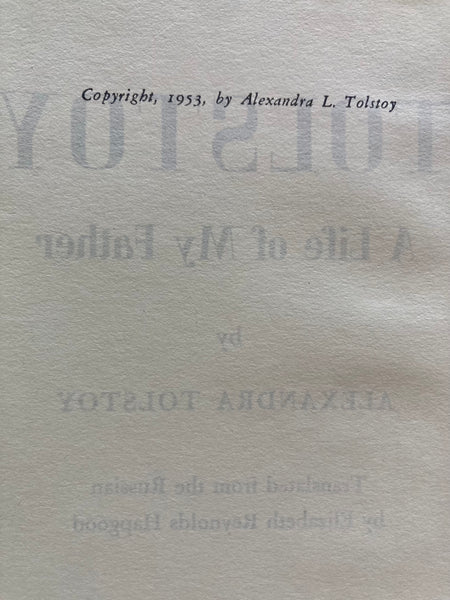 Copyright, 1953, by Alexandra L. Tolstoy
TOLSTOY
A Life of My Father
by
ALEXANDRA TOLSTOY
Translated from the Russian
by Elizabeth Reynolds Hapgood